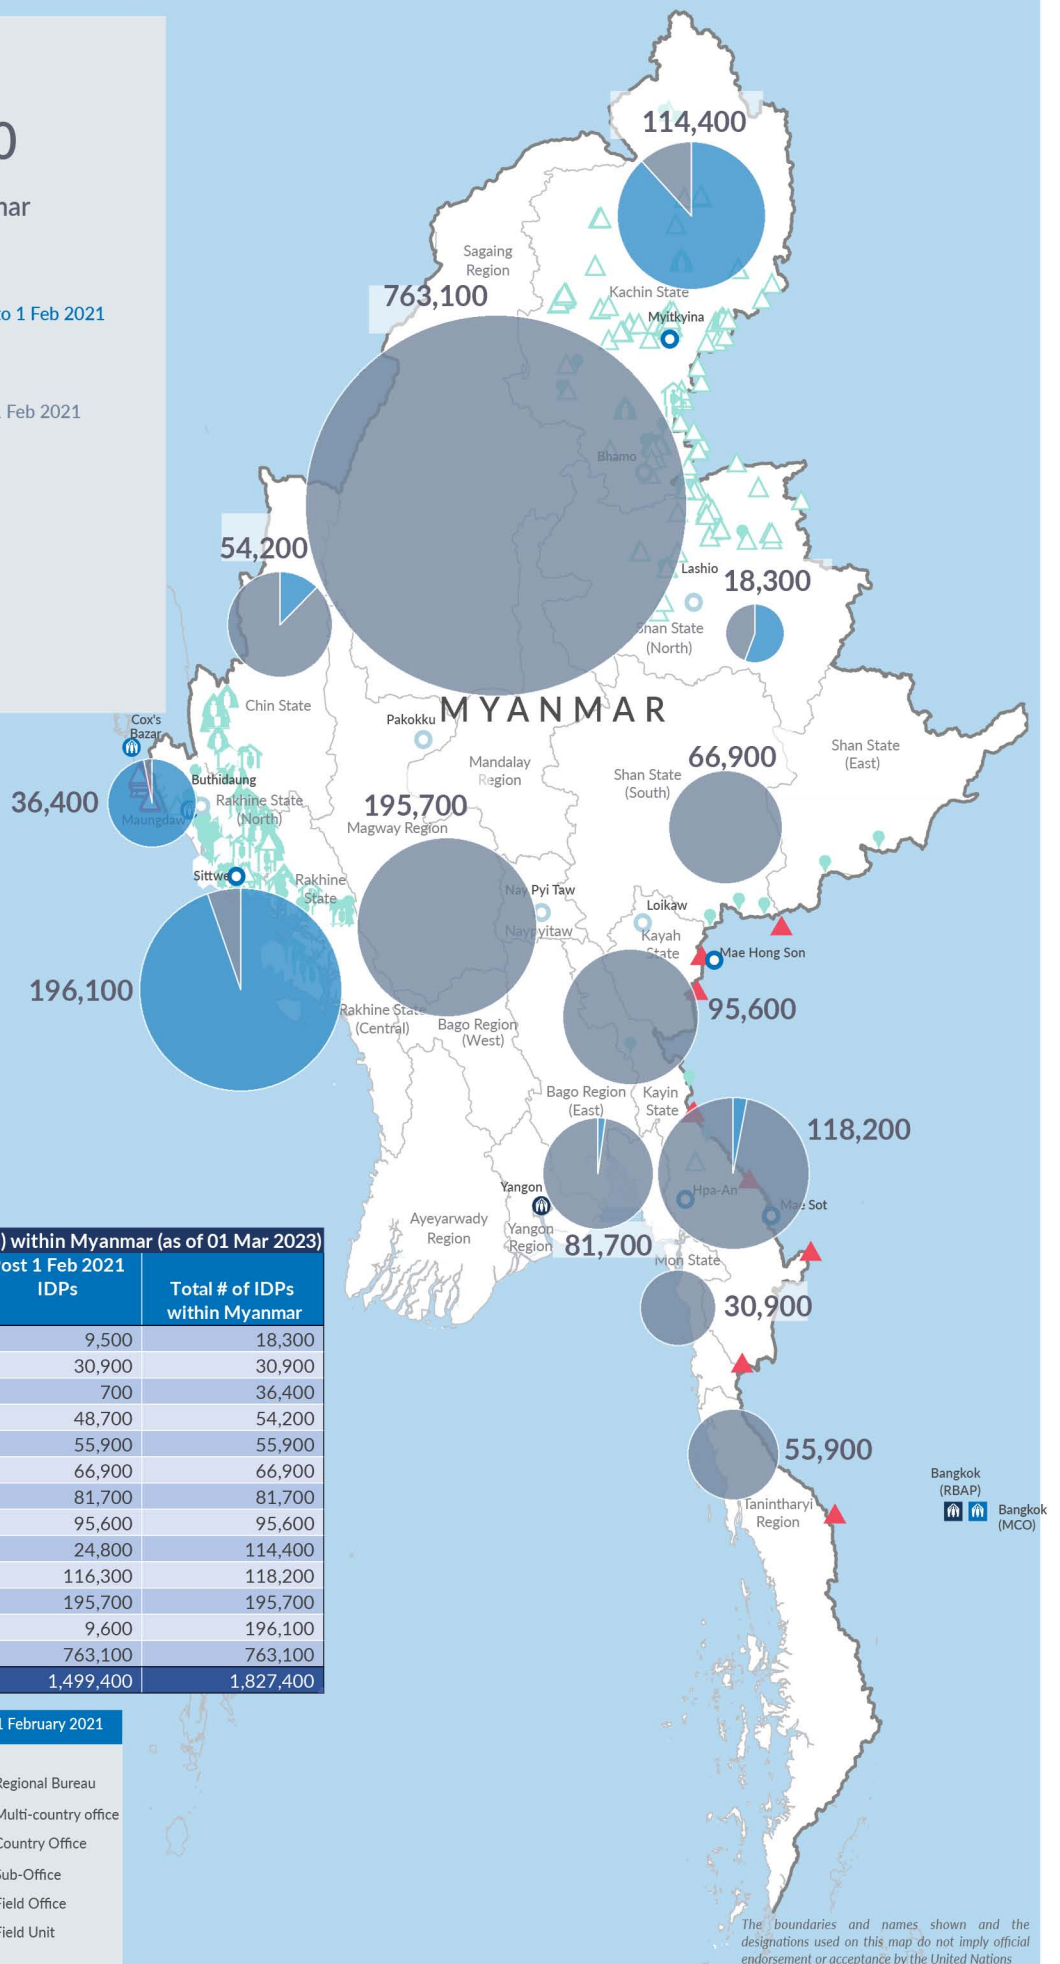 0
nar
to 1 Feb 2021
Feb 2021
114,400
Sagaing
Region
763,100
Kachin State
Myitkyina
Bhamo
54,200
Lashio
18,300
Shan State
(North)
MYANMAR
Chin State
Cox's
Bazar
Pakokku
Mandalay
Region
66,900
Shan State
(East)
Shan State
(South)
Buthidaung
36,400
Rakhine State
(North)
Maungdaw
195,700
Magway Region
Sittwe
Rakhine
State
Nay Pyi Taw
Naypyitaw
Loikaw
Kayah
State
Mae Hong Son
196,100
Rakhine State
(Central)
Bago Region
(West)
95,600
Bago Region
(East)
Kayin
State
118,200
Yangon
Hpa-An
Mae Sot
Ayeyarwady
Region
Yangon
Region
81,700
Mon State
30,900
) within Myanmar (as of 01 Mar 2023)
ost 1 Feb 2021
IDPs
Total # of IDPs
within Myanmar
9,500 18,300
30,900 30,900
700 36,400
48,700 54,200
55,900 55,900
66,900 66,900
81,700 81,700
95,600 95,600
24,800 114,400
116,300 118,200
195,700 195,700
9,600 196,100
763,100 763,100
1,499,400 1,827,400
55,900
Tanintharyi
Region
Bangkok
(RBAP)
Bangkok
(MCO)
1 February 2021
Regional Bureau
Multi-country office
Country Office
Sub-Office
Field Office
Field Unit
The boundaries and names shown and the
designations used on this map do not imply official
endorsement or acceptance by the United Nations